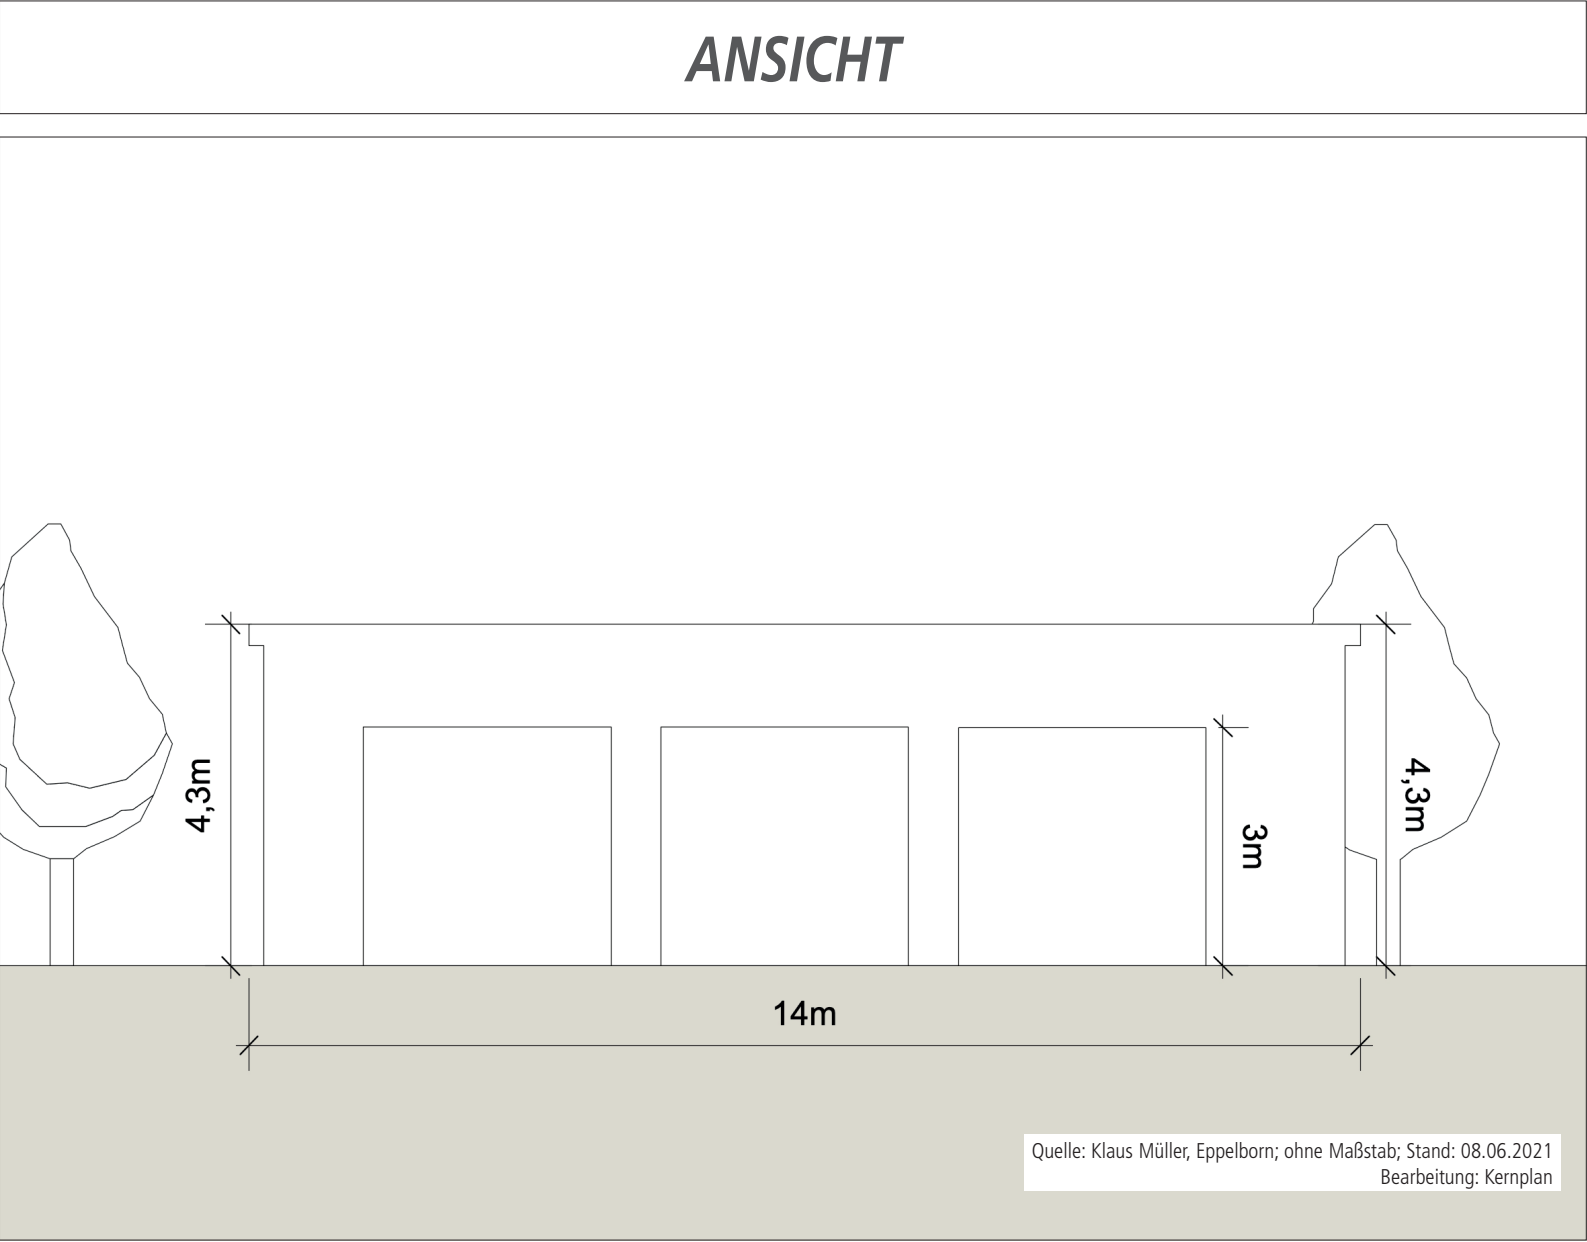 ANSICHT
4,3m
4,3m
3m
14m
Quelle: Klaus Müller, Eppelborn; ohne Maßstab; Stand: 08.06.2021
Bearbeitung: Kernplan